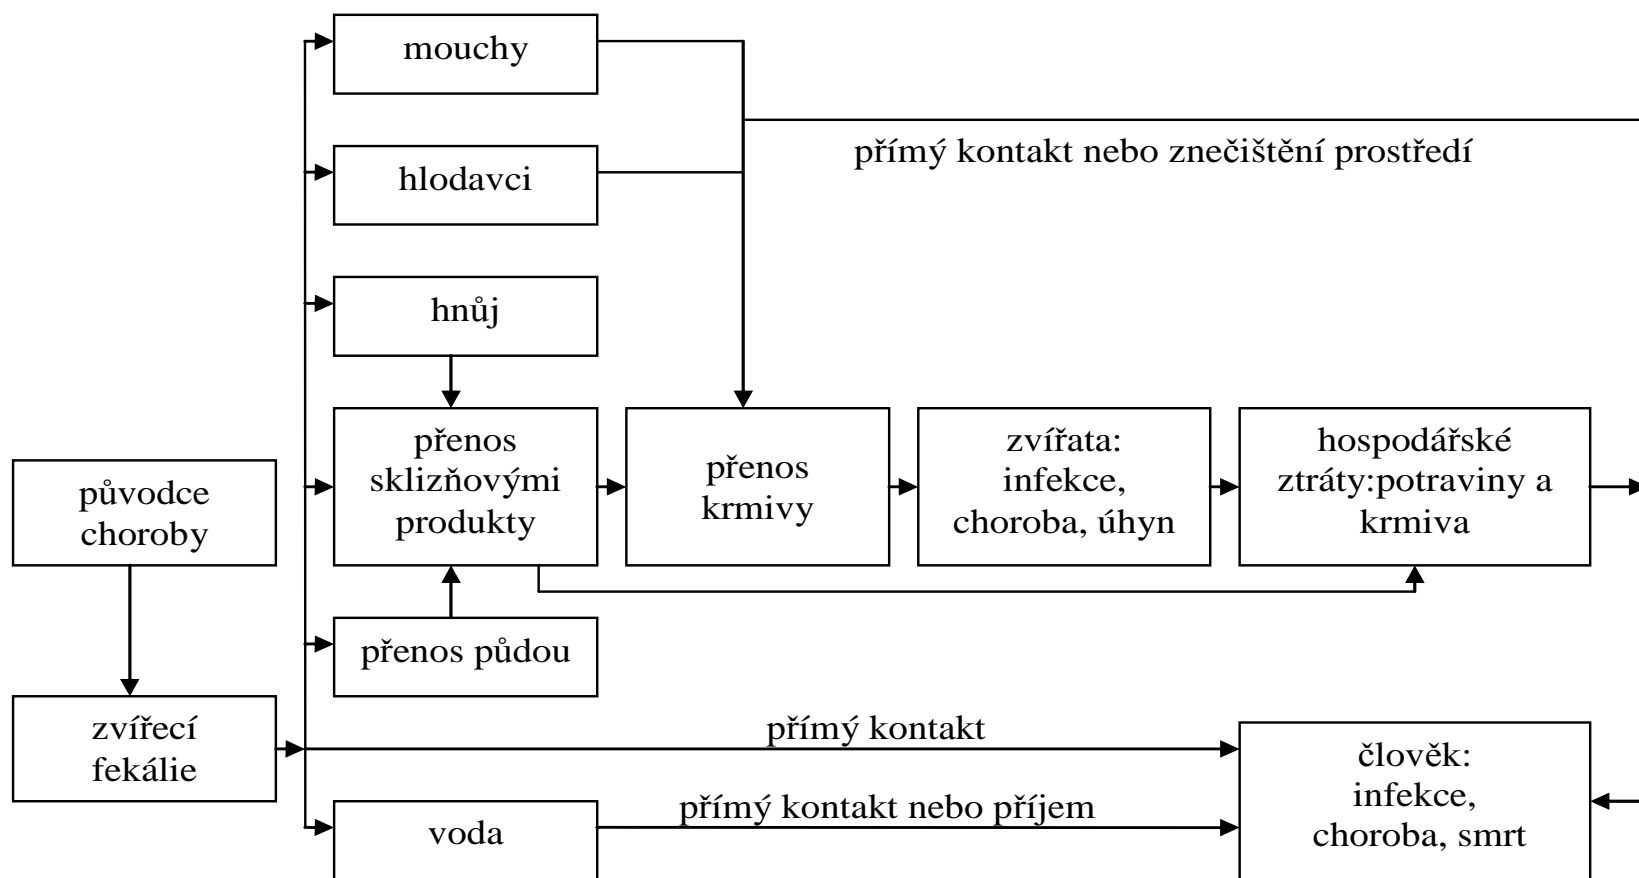 mouchy
přímý kontakt nebo znečištění prostředí
hlodavci
hnůj
původce
choroby
přenos
sklizňovými
produkty
přenos
krmivy
zvířata:
infekce,
choroba, úhyn
hospodářské
ztráty:potraviny a
krmiva
přenos půdou
zvířecí
fekálie
přímý kontakt
člověk:
infekce,
choroba, smrt
přímý kontakt nebo příjem
voda